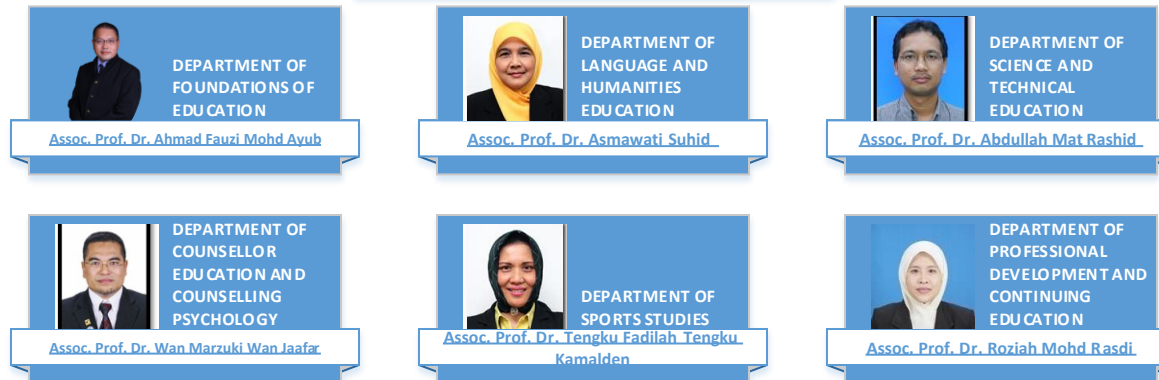 DEPARTMENT OF
FOUNDATIONS OF
EDUCATION
Assoc. Prof. Dr. Ahmad Fauzi Mohd Ayub
DEPARTMENT OF
LANGUAGE AND
HUMANITIES
EDUCATION
Assoc. Prof. Dr. Asmawati Suhid
DEPARTMENT OF
SCIENCE AND
TECHNICAL
EDUCATION
Assoc. Prof. Dr. Abdullah Mat Rashid
DEPARTMENT OF
COUNSELLOR
EDUCATION AND
COUNSELLING
PSYCHOLOGY
Assoc. Prof. Dr. Wan Marzuki Wan Jaafar
DEPARTMENT OF
SPORTS STUDIES
Assoc. Prof. Dr. Tengku Fadilah Tengku
Kamalden
DEPARTMENT OF
PROFESSIONAL
DEVELOPMENT AND
CONTINUING
EDUCATION
Assoc. Prof. Dr. Roziah Mohd Rasdi